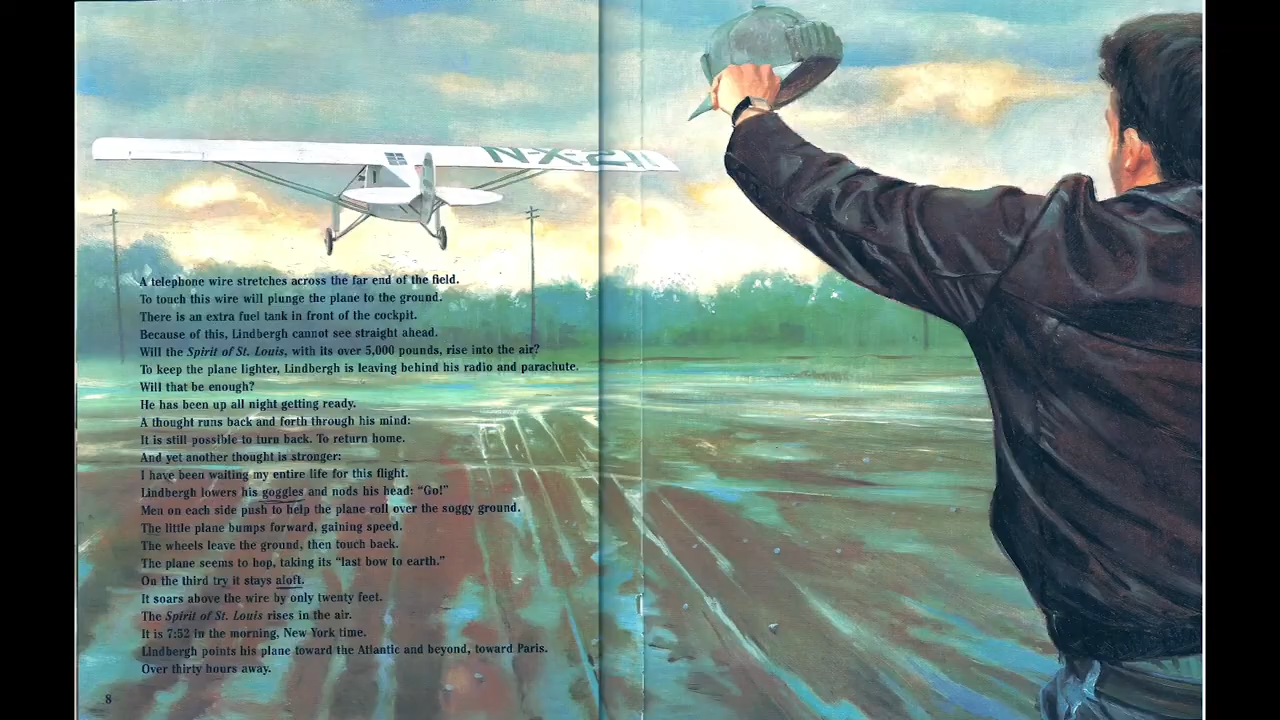 N-X-211
A telephone wire stretches across the far end of the field.
To touch this wire will plunge the plane to the ground.
There is an extra fuel tank in front of the cockpit.
Because of this, Lindbergh cannot see straight ahead.
Will the Spirit of St. Louis, with its over 5,000 pounds, rise into the air?
To keep the plane lighter, Lindbergh is leaving behind his radio and parachute.
Will that be enough?
He has been up all night getting ready.
A thought runs back and forth through his mind:
It is still possible to turn back. To return home.
And yet another thought is stronger:
I have been waiting my entire life for this flight.
Lindbergh lowers his goggles and nods his head: “Go!”
Men on each side push to help the plane roll over the soggy ground.
The little plane bumps forward, gaining speed.
The wheels leave the ground, then touch back.
The plane seems to hop, taking its “last bow to earth.”
On the third try it stays aloft.
It soars above the wire by only twenty feet.
The Spirit of St. Louis rises in the air.
It is 7:52 in the morning, New York time.
Lindbergh points his plane toward the Atlantic and beyond, toward Paris.
Over thirty hours away.
8